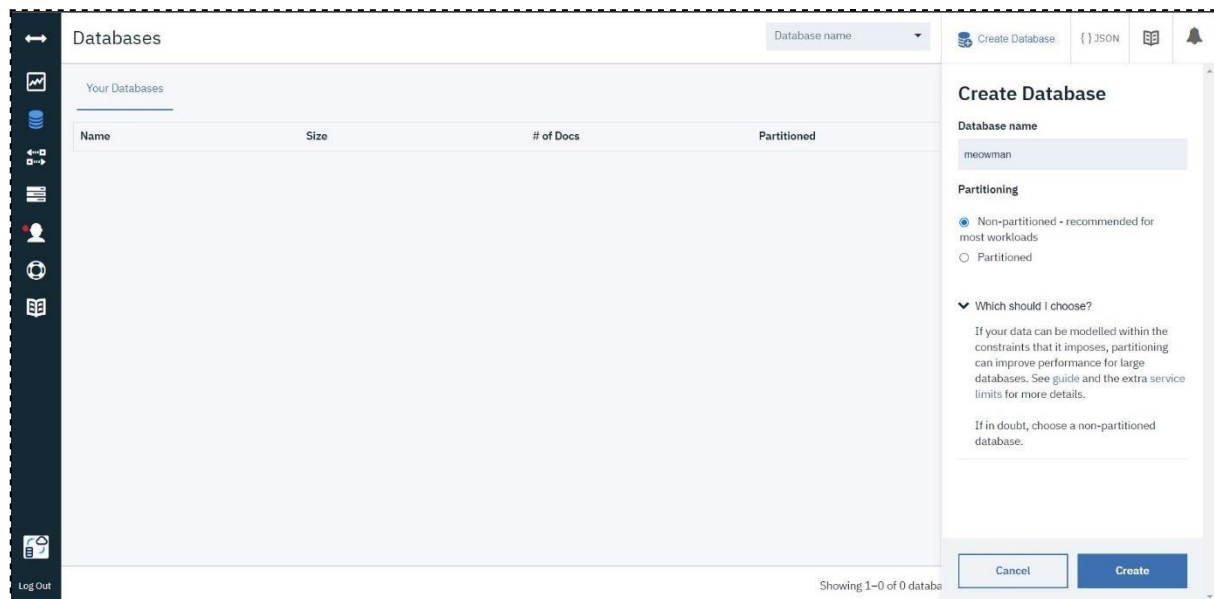 Databases
Database name
Create Database
{ } JSON
Your Databases
Name Size # of Docs Partitioned
Create Database
Database name
meowman
Partitioning
Non-partitioned - recommended for
most workloads
Partitioned
Which should I choose?
If your data can be modelled within the
constraints that it imposes, partitioning
can improve performance for large
databases. See guide and the extra service
limits for more details.
If in doubt, choose a non-partitioned
database.
Cancel
Create
Log Out
Showing 1–0 of 0 databa